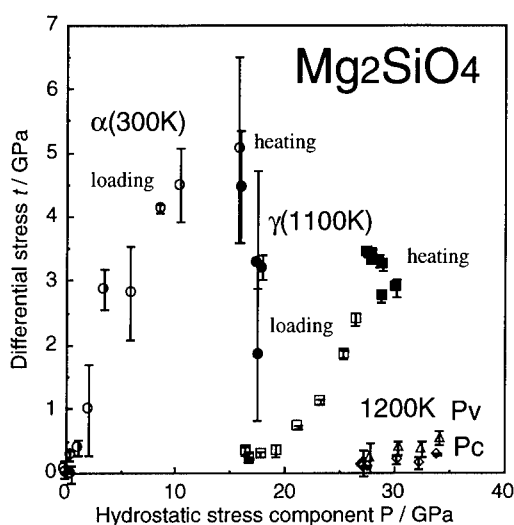 7
6
5
4
3
2
1
0
Differential stress t / GPa
Mg2SiO4
α(300K)
heating
loading
γ(1100K)
heating
loading
1200K Pv
Pc
0 10 20 30 40
Hydrostatic stress component P / GPa